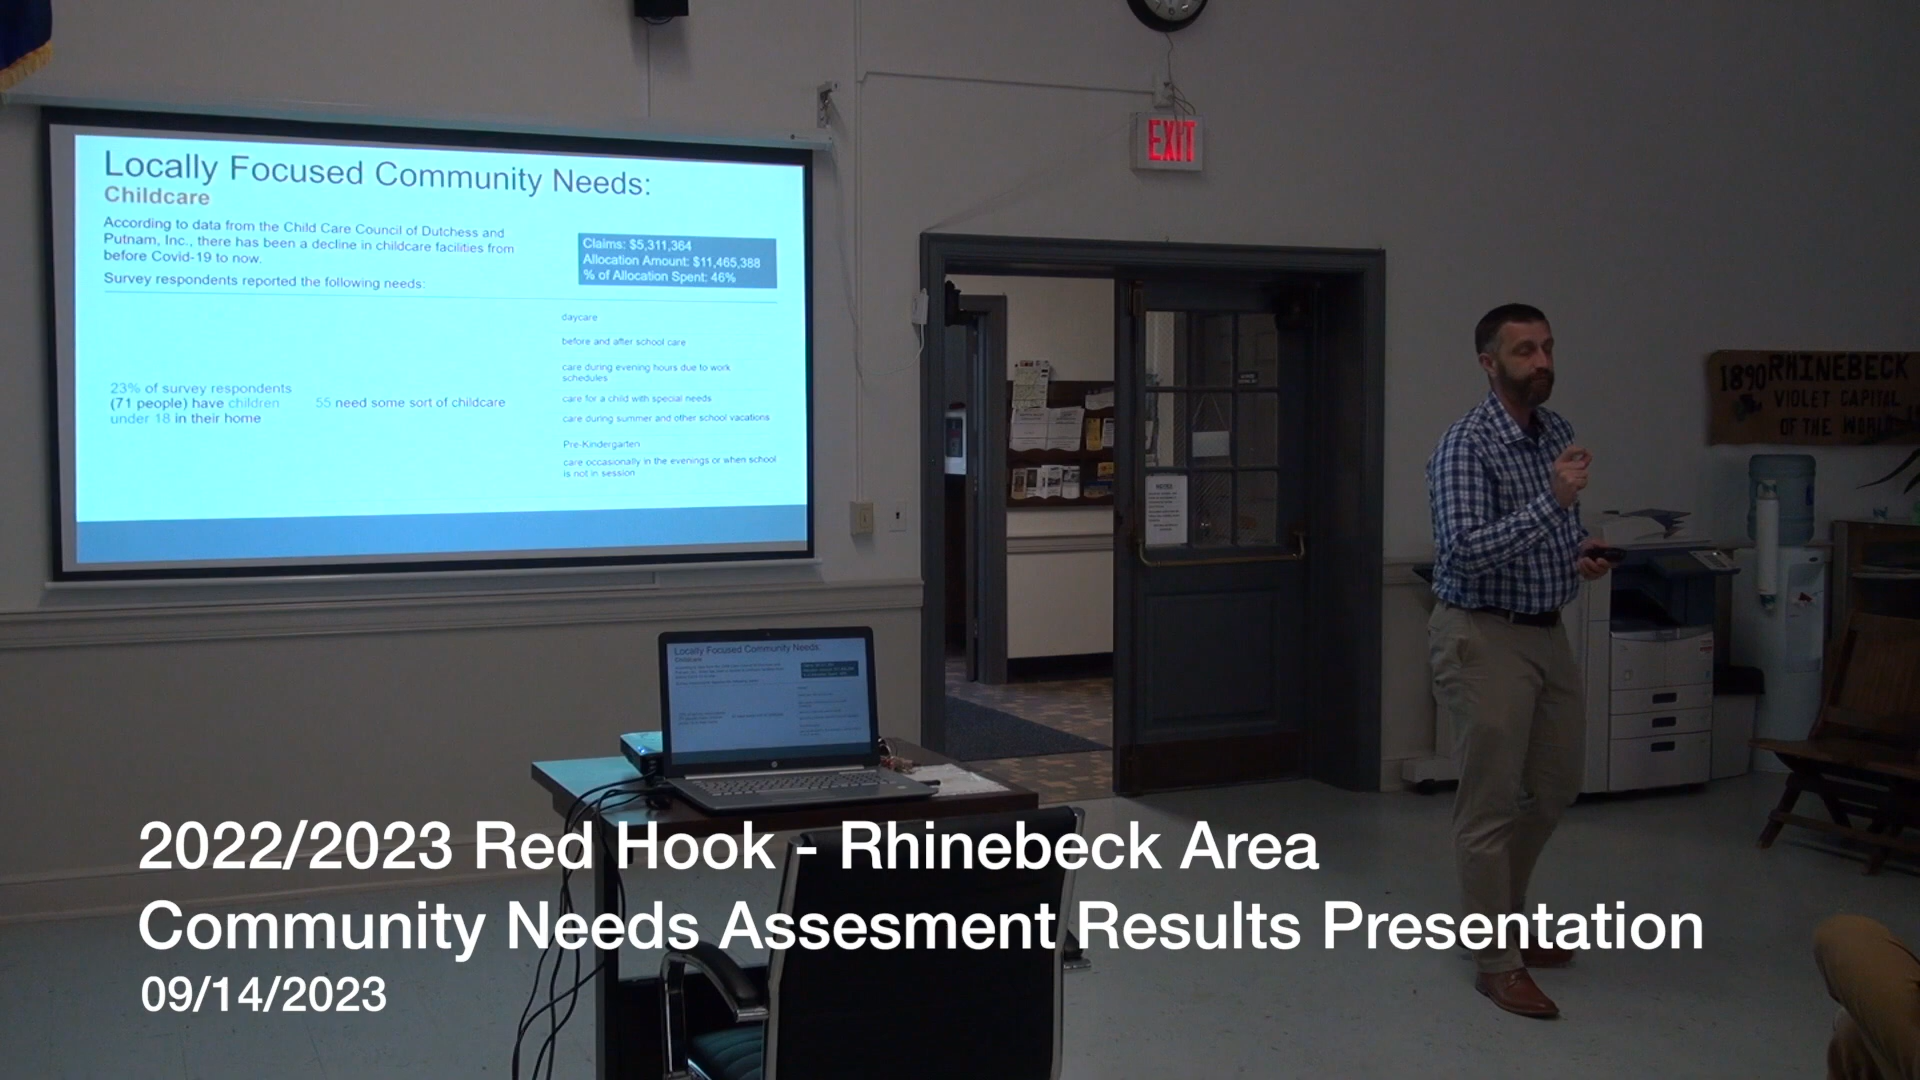 Locally Focused Community Needs:
Childcare
According to data from the Child Care Council of Dutchess and
Putnam, Inc., there has been a decline in childcare facilities from
before Covid-19 to now.
Survey respondents reported the following needs:
Claims: $5,311,364
Allocation Amount: $11,465,388
% of Allocation Spent: 46%
23% of survey respondents
(71 people) have children
under 18 in their home
55 need some sort of childcare
daycare
before and after school care
care during evening hours due to work
schedules
care for a child with special needs
care during summer and other school vacations
Pre-Kindergarten
care occasionally in the evenings or when school
is not in session
EXIT
1890 RHINEBECK
VIOLET CAPITAL
OF THE WORLD
NOTICE
Locally Focused Community Needs:
Childcare
2022/2023 Red Hook - Rhinebeck Area
Community Needs Assesment Results Presentation
09/14/2023